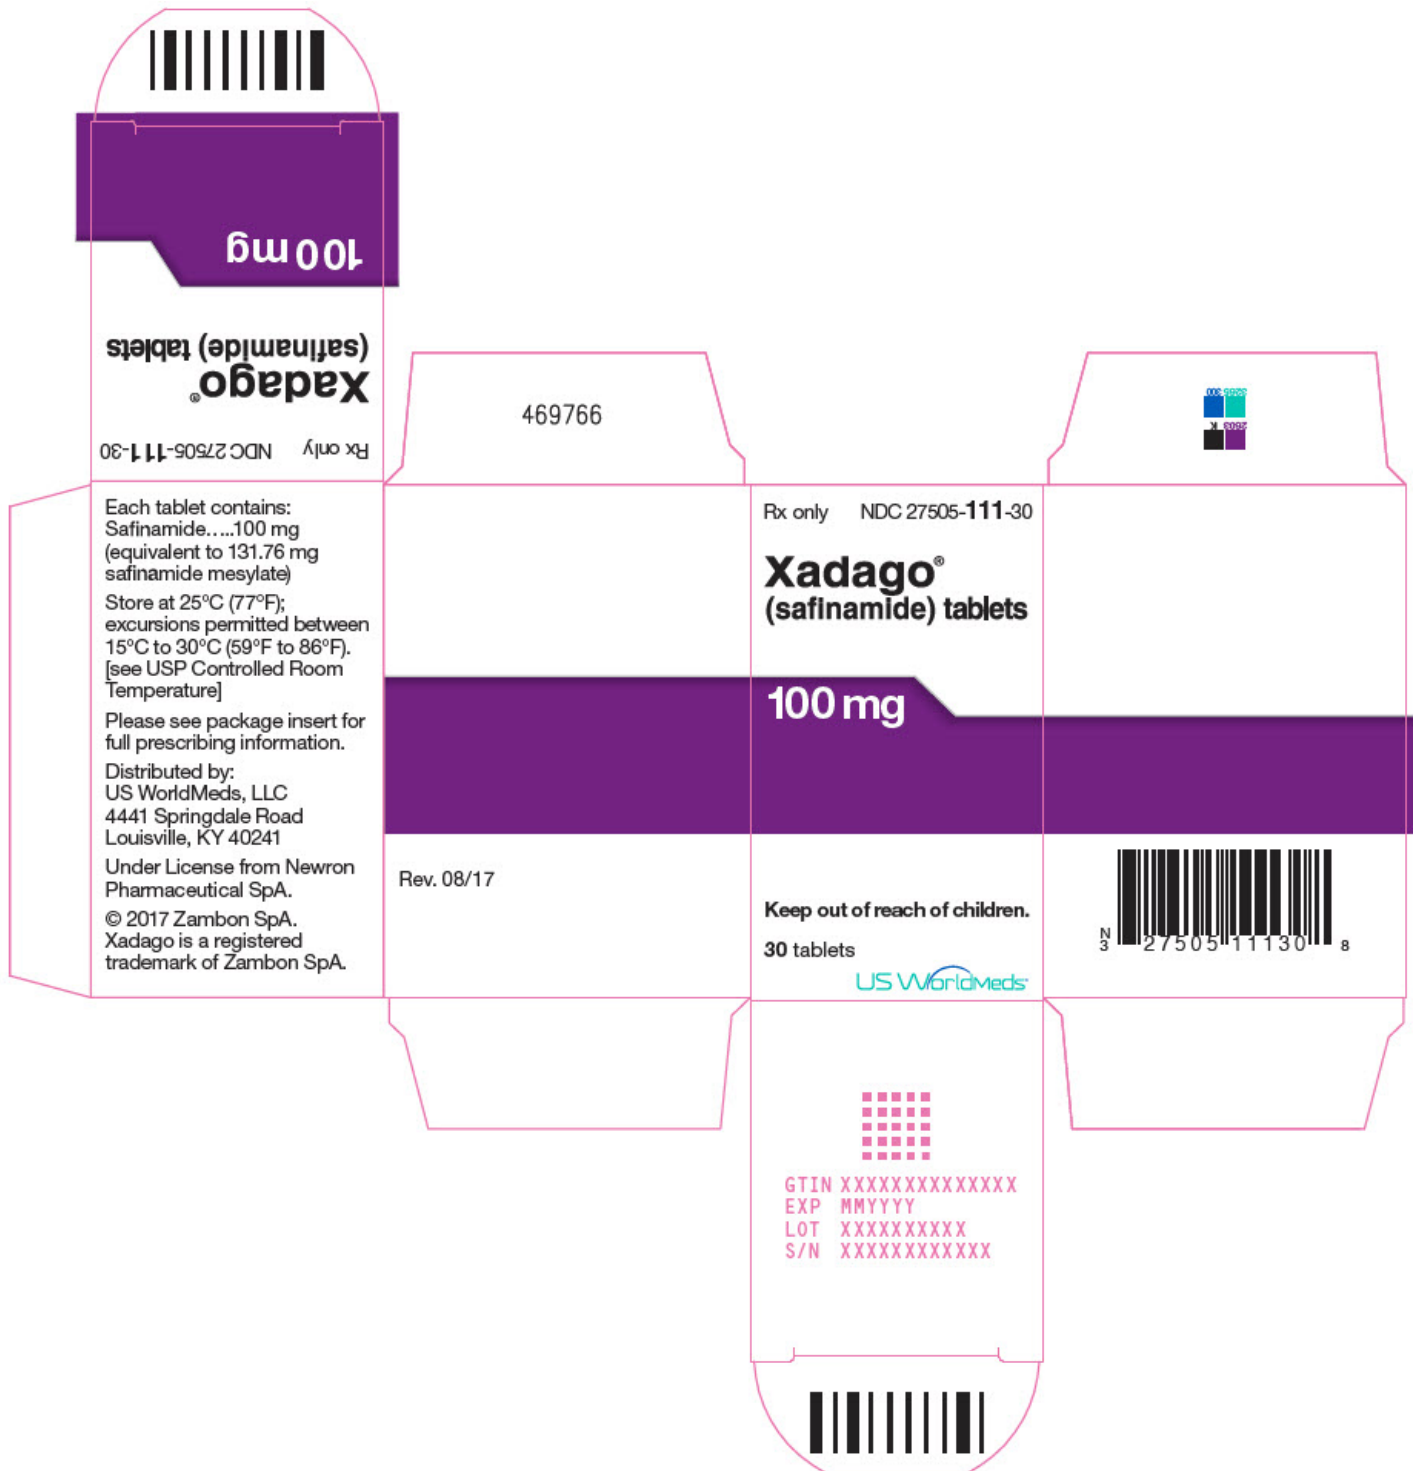 100 mg
Xadago®
(safinamide) tablets
Rx only NDC 27505-111-30
469766
3265 300
2603 K
Each tablet contains:
Safinamide.....100 mg
(equivalent to 131.76 mg
safinamide mesylate)
Store at 25°C (77°F);
excursions permitted between
15°C to 30°C (59°F to 86°F).
[see USP Controlled Room
Temperature]
Please see package insert for
full prescribing information.
Distributed by:
US WorldMeds, LLC
4441 Springdale Road
Louisville, KY 40241
Under License from Newron
Pharmaceutical SpA.
© 2017 Zambon SpA.
Xadago is a registered
trademark of Zambon SpA.
Rev. 08/17
Rx only NDC 27505-111-30
Xadago®
(safinamide) tablets
100 mg
Keep out of reach of children.
30 tablets
US WorldMeds
N
3 27505 11130 8
GTIN XXXXXXXXXXXXXX
EXP MMYYYY
LOT XXXXXXXXXX
S/N XXXXXXXXXXXX